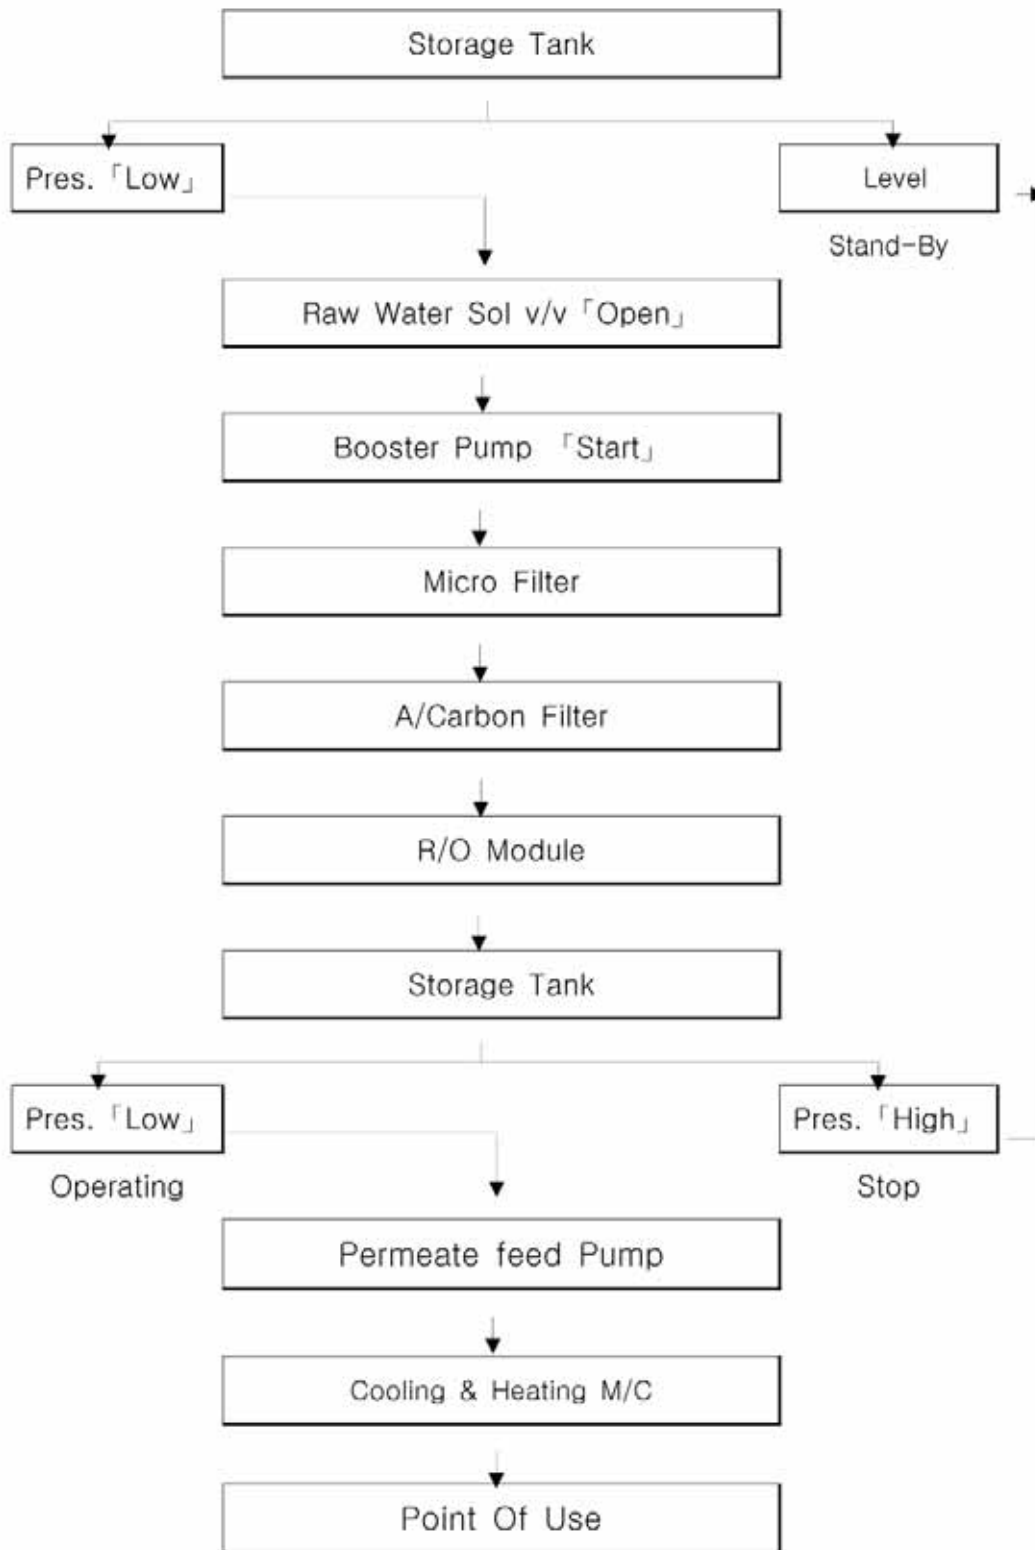 Storage Tank
Pres.「Low」
Level
Stand-By
Raw Water Sol v/v「Open」
Booster Pump 「Start」
Micro Filter
A/Carbon Filter
R/O Module
Storage Tank
Pres.「Low」
Pres.「High」
Operating
Stop
Permeate feed Pump
Cooling & Heating M/C
Point Of Use